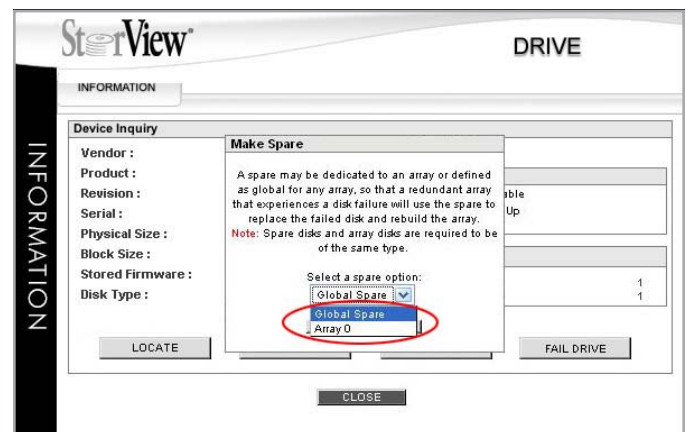 StorView
DRIVE
INFORMATION
INFORMATION
Device Inquiry
Vendor :
Product :
Revision :
Serial :
Physical Size :
Block Size :
Stored Firmware :
Disk Type :
Make Spare
A spare may be dedicated to an array or defined
as global for any array, so that a redundant array
that experiences a disk failure will use the spare to
replace the failed disk and rebuild the array.
Note: Spare disks and array disks are required to be
of the same type.
Select a spare option:
Global Spare
Global Spare
Array 0
Up
1
1
LOCATE
FAIL DRIVE
CLOSE